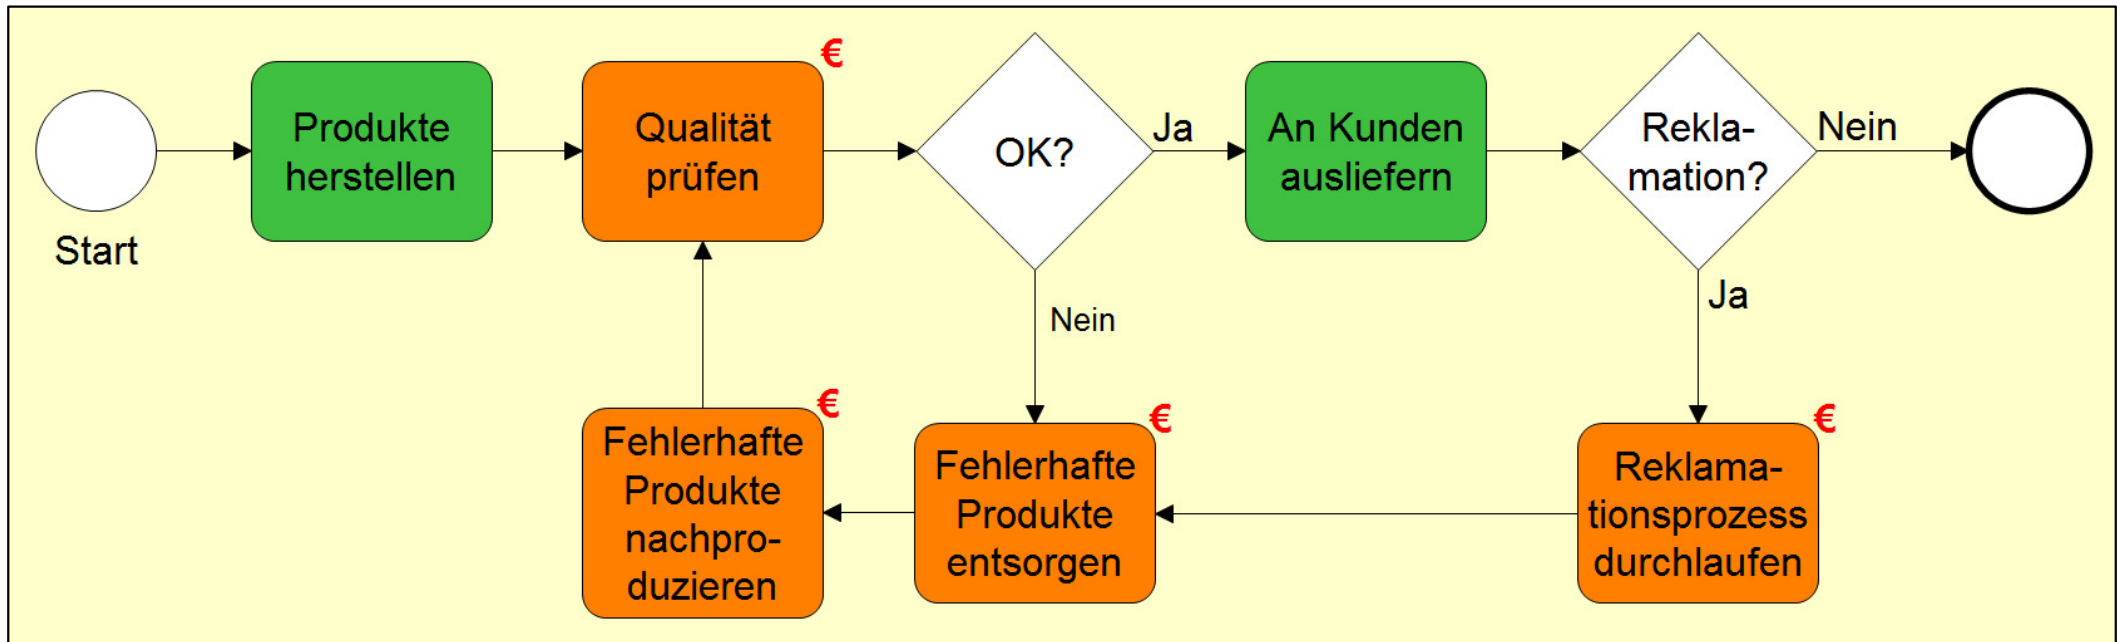 Start
Produkte
herstellen
€
Qualität
prüfen
OK?
Ja
Nein
An Kunden
ausliefern
Rekla-
mation?
Nein
Ja
€
Reklama-
tionsprozess
durchlaufen
€
Fehlerhafte
Produkte
entsorgen
€
Fehlerhafte
Produkte
nachpro-
duzieren